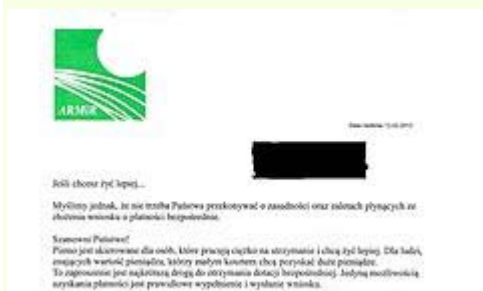 ARMiR
Data nadania 12.02.2013
Jeśli chcesz żyć lepiej...
Myślimy jednak, że nie trzeba Państwa przekonywać o zasadności oraz zaletach płynących ze
złożenia wniosku o płatności bezpośrednie.
Szanowni Państwo!
Pismo jest skierowane dla osób, które pracują ciężko na utrzymanie i chcą żyć lepiej. Dla ludzi,
znających wartość pieniądza, którzy małym kosztem chcą pozyskać duże pieniądze.
To zaproszenie jest najkrótszą drogą do otrzymania dotacji bezpośredniej. Jedyną możliwością
uzyskania płatności jest prawidłowe wypełnienie i wysłanie wniosku.